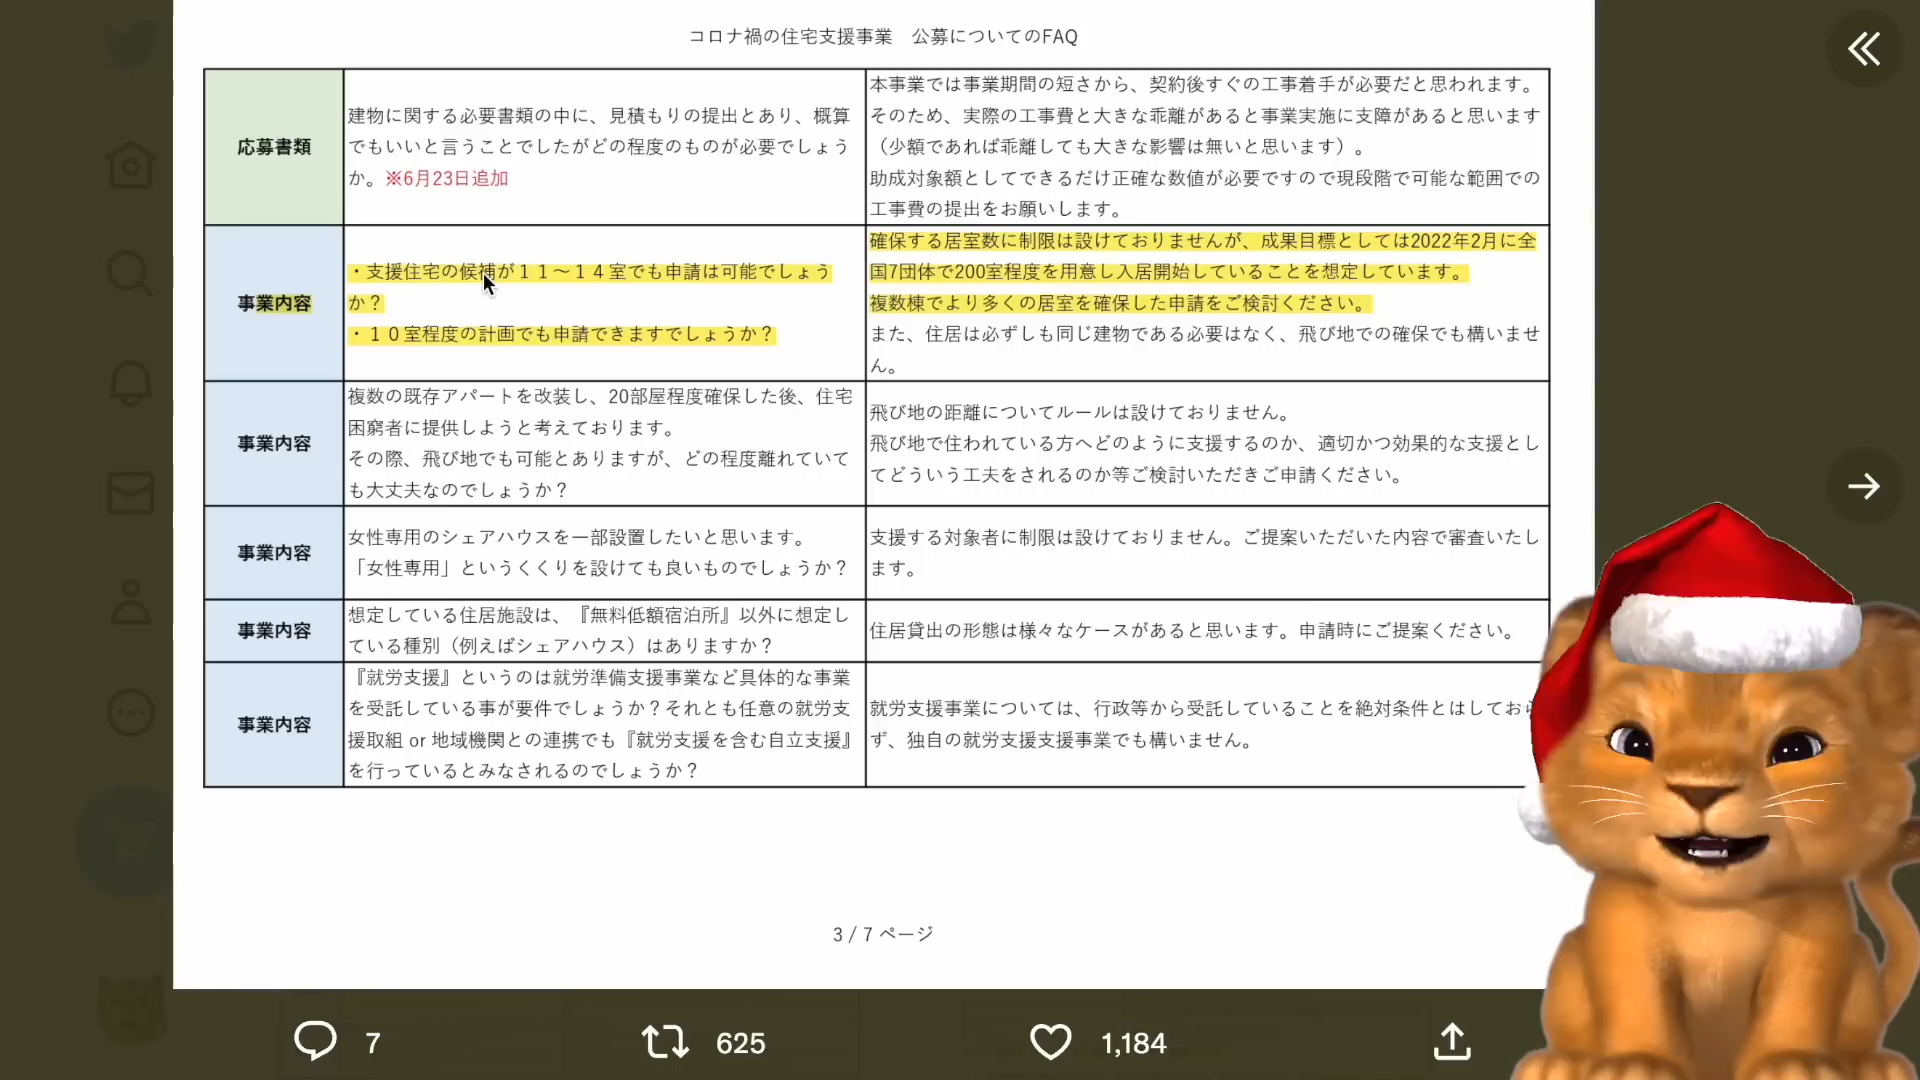 コロナ禍の住宅支援事業　公募についてのFAQ
応募書類
建物に関する必要書類の中に、見積もりの提出とあり、概算
でもいいと言うことでしたがどの程度のものが必要でしょう
か。※6月23日追加
本事業では事業期間の短さから、契約後すぐの工事着手が必要だと思われます。
そのため、実際の工事費と大きな乖離があると事業実施に支障があると思います
（少額であれば乖離しても大きな影響は無いと思います）。
助成対象額としてできるだけ正確な数値が必要ですので現段階で可能な範囲での
工事費の提出をお願いします。
事業内容
・支援住宅の候補が１１～１４室でも申請は可能でしょう
か？
・１０室程度の計画でも申請できますでしょうか？
確保する居室数に制限は設けておりませんが、成果目標としては2022年2月に全
国7団体で200室程度を用意し入居開始していることを想定しています。
複数棟でより多くの居室を確保した申請をご検討ください。
また、住居は必ずしも同じ建物である必要はなく、飛び地での確保でも構いませ
ん。
事業内容
複数の既存アパートを改装し、20部屋程度確保した後、住宅
困窮者に提供しようと考えております。
その際、飛び地でも可能とありますが、どの程度離れていて
も大丈夫なのでしょうか？
飛び地の距離についてルールは設けておりません。
飛び地で住われている方へどのように支援するのか、適切かつ効果的な支援とし
てどういう工夫をされるのか等ご検討いただきご申請ください。
事業内容
女性専用のシェアハウスを一部設置したいと思います。
「女性専用」というくくりを設けても良いものでしょうか？
支援する対象者に制限は設けておりません。ご提案いただいた内容で審査いたし
ます。
事業内容
想定している住居施設は、『無料低額宿泊所』以外に想定し
ている種別（例えばシェアハウス）はありますか？
住居貸出の形態は様々なケースがあると思います。申請時にご提案ください。
事業内容
『就労支援』というのは就労準備支援事業など具体的な事業
を受託している事が要件でしょうか？それとも任意の就労支
援取組 or 地域機関との連携でも『就労支援を含む自立支援』
を行っているとみなされるのでしょうか？
就労支援事業については、行政等から受託していることを絶対条件とはしておら
ず、独自の就労支援支援事業でも構いません。
3 / 7 ページ
7
625
1,184